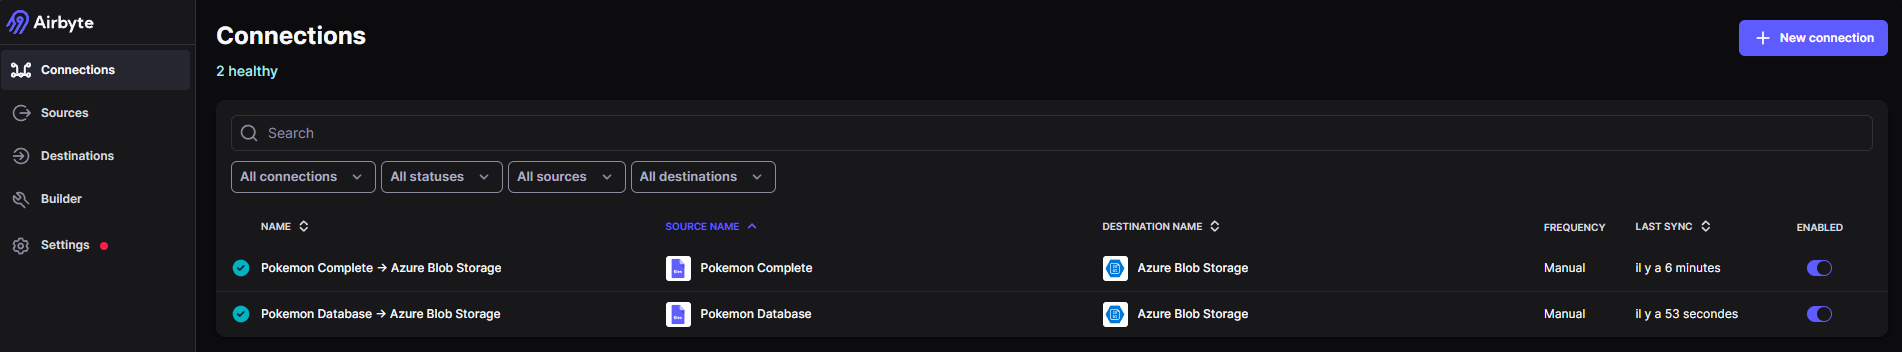 Airbyte
Connections
Sources
Destinations
Builder
Settings
Connections
2 healthy
New connection
Search
All connections All statuses All sources All destinations
NAME SOURCE NAME DESTINATION NAME FREQUENCY LAST SYNC ENABLED
Pokemon Complete → Azure Blob Storage Pokemon Complete Azure Blob Storage Manual il y a 6 minutes
Pokemon Database → Azure Blob Storage Pokemon Database Azure Blob Storage Manual il y a 53 secondes